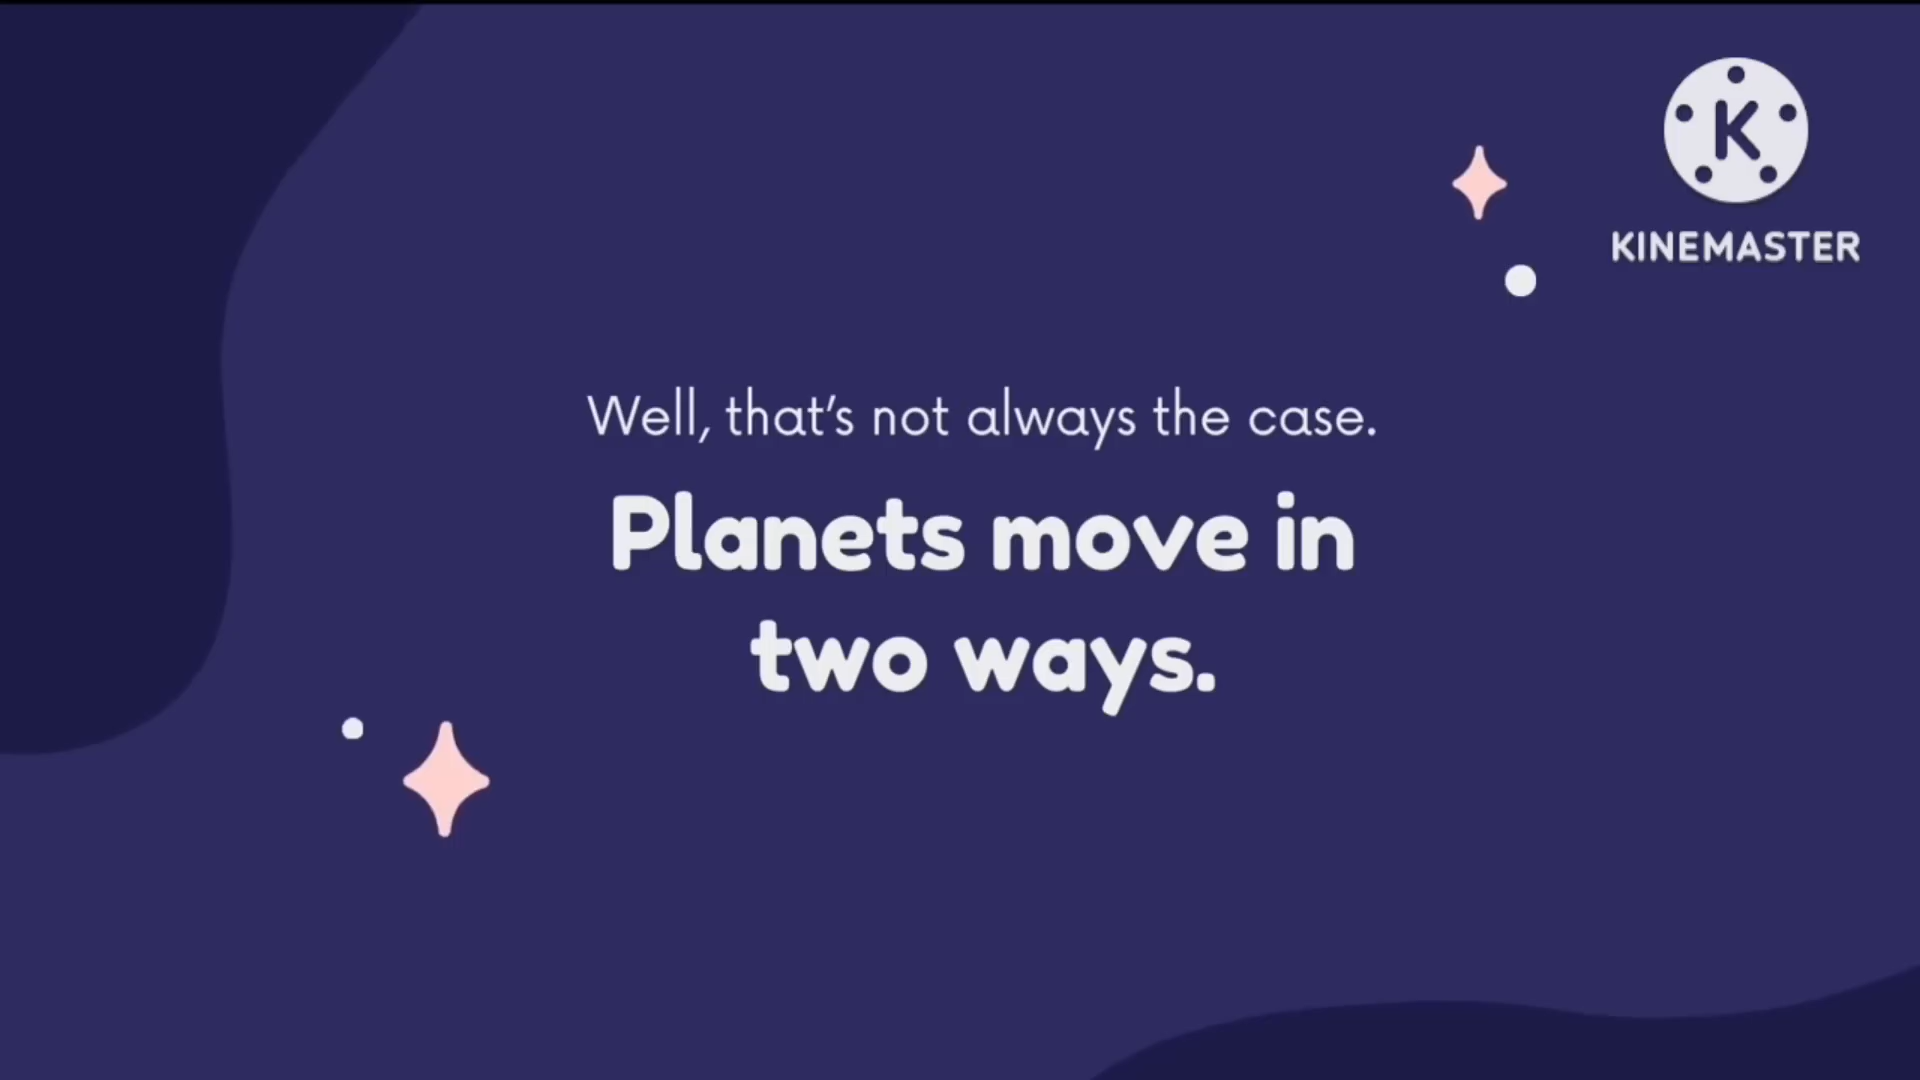 K
KINEMASTER
Well, that's not always the case.
Planets move in
two ways.